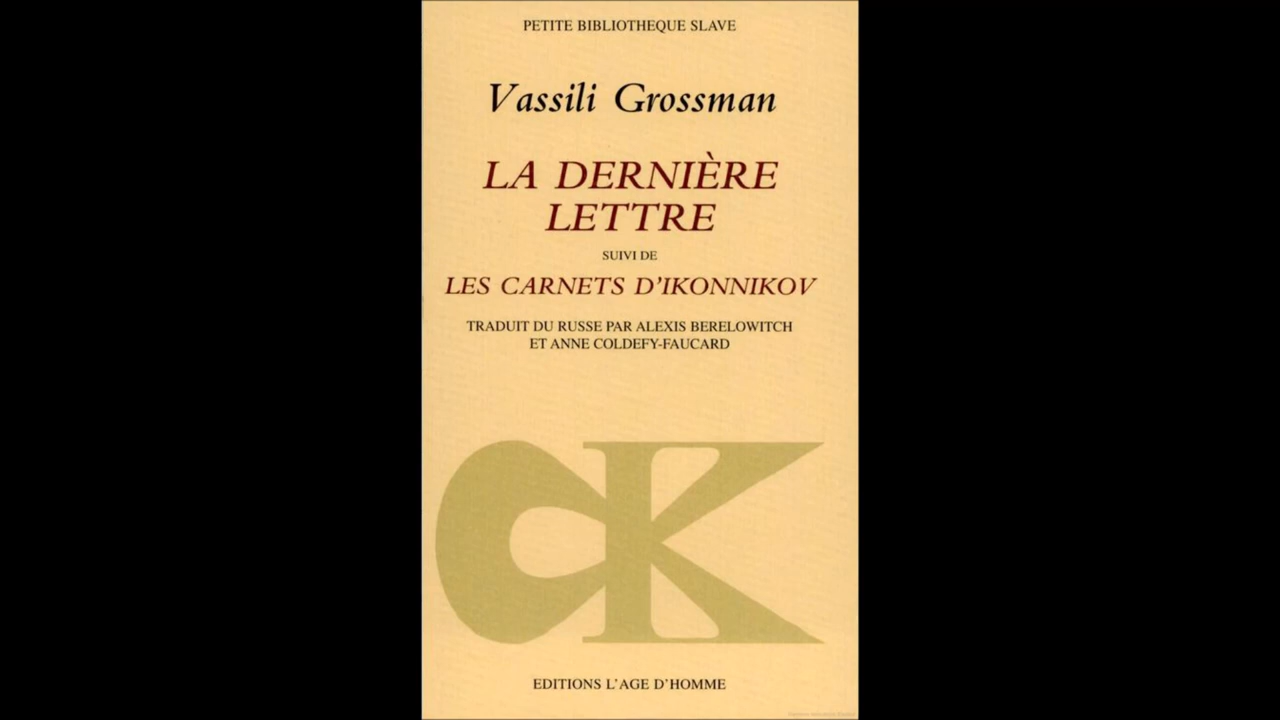 PETITE BIBLIOTHEQUE SLAVE
Vassili Grossman
LA DERNIÈRE
LETTRE
SUIVI DE
LES CARNETS D'IKONNIKOV
TRADUIT DU RUSSE PAR ALEXIS BERELOWITCH
ET ANNE COLDEFY-FAUCARD
CK
EDITIONS L'AGE D'HOMME